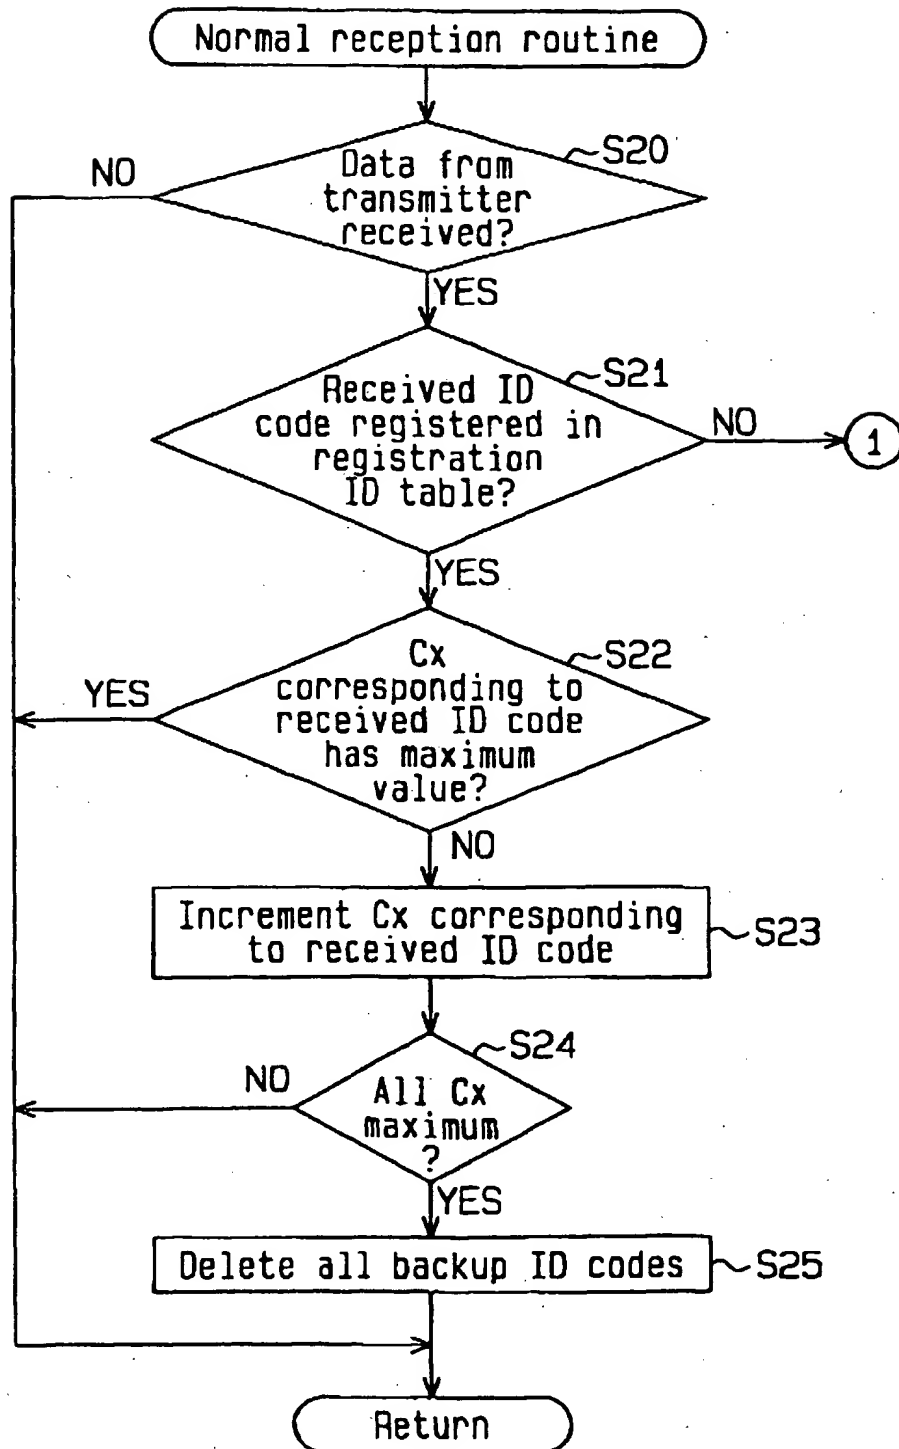 Normal reception routine
S20
NO
Data from
transmitter
received?
YES
S21
Received ID
code registered in
registration
ID table?
NO
1
YES
S22
Cx
corresponding to
received ID code
has maximum
value?
YES
NO
Increment Cx corresponding
to received ID code
S23
S24
NO
All Cx
maximum
?
YES
Delete all backup ID codes
S25
Return